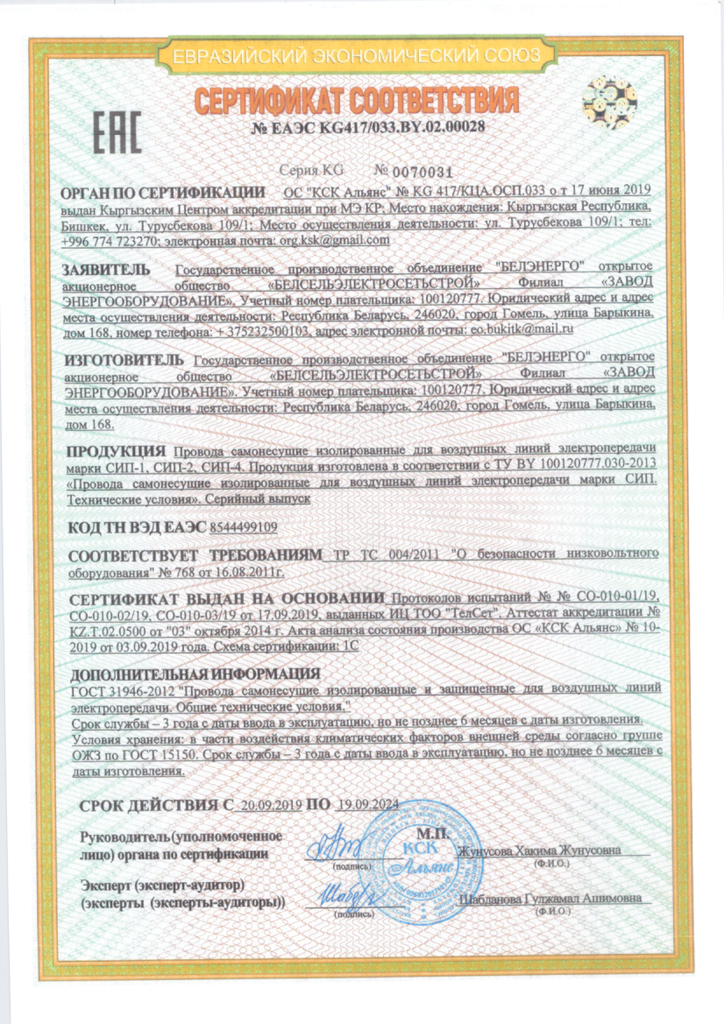 ЕВРАЗИЙСКИЙ ЭКОНОМИЧЕСКИЙ СОЮЗ
СЕРТИФИКАТ СООТВЕТСТВИЯ
ЕАС
№ ЕАЭС KG417/033.BY.02.00028
Серия KG № 0070031
ОРГАН ПО СЕРТИФИКАЦИИ ОС "КСК Альянс" № KG 417/КЦА.ОСП.033 о т 17 июня 2019
выдан Кыргызским Центром аккредитации при МЭ КР; Место нахождения: Кыргызская Республика,
Бишкек, ул. Турусбекова 109/1; Место осуществления деятельности: ул. Турусбекова 109/1; тел:
+996 774 723270; электронная почта: org.ksk@gmail.com
ЗАЯВИТЕЛЬ Государственное производственное объединение "БЕЛЭНЕРГО" открытое
акционерное общество «БЕЛСЕЛЬЭЛЕКТРОСЕТЬСТРОЙ» Филиал «ЗАВОД
ЭНЕРГООБОРУДОВАНИЕ». Учетный номер плательщика: 100120777. Юридический адрес и адрес
места осуществления деятельности: Республика Беларусь, 246020, город Гомель, улица Барыкина,
дом 168, номер телефона: + 375232500103, адрес электронной почты: eo.bukitk@mail.ru
ИЗГОТОВИТЕЛЬ Государственное производственное объединение "БЕЛЭНЕРГО" открытое
акционерное общество «БЕЛСЕЛЬЭЛЕКТРОСЕТЬСТРОЙ» Филиал «ЗАВОД
ЭНЕРГООБОРУДОВАНИЕ». Учетный номер плательщика: 100120777. Юридический адрес и адрес
места осуществления деятельности: Республика Беларусь, 246020, город Гомель, улица Барыкина,
дом 168.
ПРОДУКЦИЯ Провода самонесущие изолированные для воздушных линий электропередачи
марки СИП-1, СИП-2, СИП-4. Продукция изготовлена в соответствии с ТУ BY 100120777.030-2013
«Провода самонесущие изолированные для воздушных линий электропередачи марки СИП.
Технические условия». Серийный выпуск
КОД ТН ВЭД ЕАЭС 8544499109
СООТВЕТСТВУЕТ ТРЕБОВАНИЯМ ТР ТС 004/2011 "О безопасности низковольтного
оборудования" № 768 от 16.08.2011г.
СЕРТИФИКАТ ВЫДАН НА ОСНОВАНИИ Протоколов испытаний № № СО-010-01/19,
СО-010-02/19, СО-010-03/19 от 17.09.2019, выданных ИЦ ТОО "ТелСет". Аттестат аккредитации №
KZ.T.02.0500 от "03" октября 2014 г. Акта анализа состояния производства ОС «КСК Альянс» № 10-
2019 от 03.09.2019 года. Схема сертификации: 1С
ДОПОЛНИТЕЛЬНАЯ ИНФОРМАЦИЯ
ГОСТ 31946-2012 "Провода самонесущие изолированные и защищенные для воздушных линий
электропередачи. Общие технические условия."
Срок службы – 3 года с даты ввода в эксплуатацию, но не позднее 6 месяцев с даты изготовления.
Условия хранения: в части воздействия климатических факторов внешней среды согласно группе
ОЖЗ по ГОСТ 15150. Срок службы – 3 года с даты ввода в эксплуатацию, но не позднее 6 месяцев с
даты изготовления.
СРОК ДЕЙСТВИЯ С 20.09.2019 ПО 19.09.2024
Руководитель (уполномоченное
лицо) органа по сертификации
(подпись)
М.П.
КСК
Альянс
Жунусова Хакима Жунусовна
(Ф.И.О.)
Эксперт (эксперт-аудитор)
(эксперты (эксперты-аудиторы))
(подпись)
Шабданова Гулжамал Ашимовна
(Ф.И.О.)